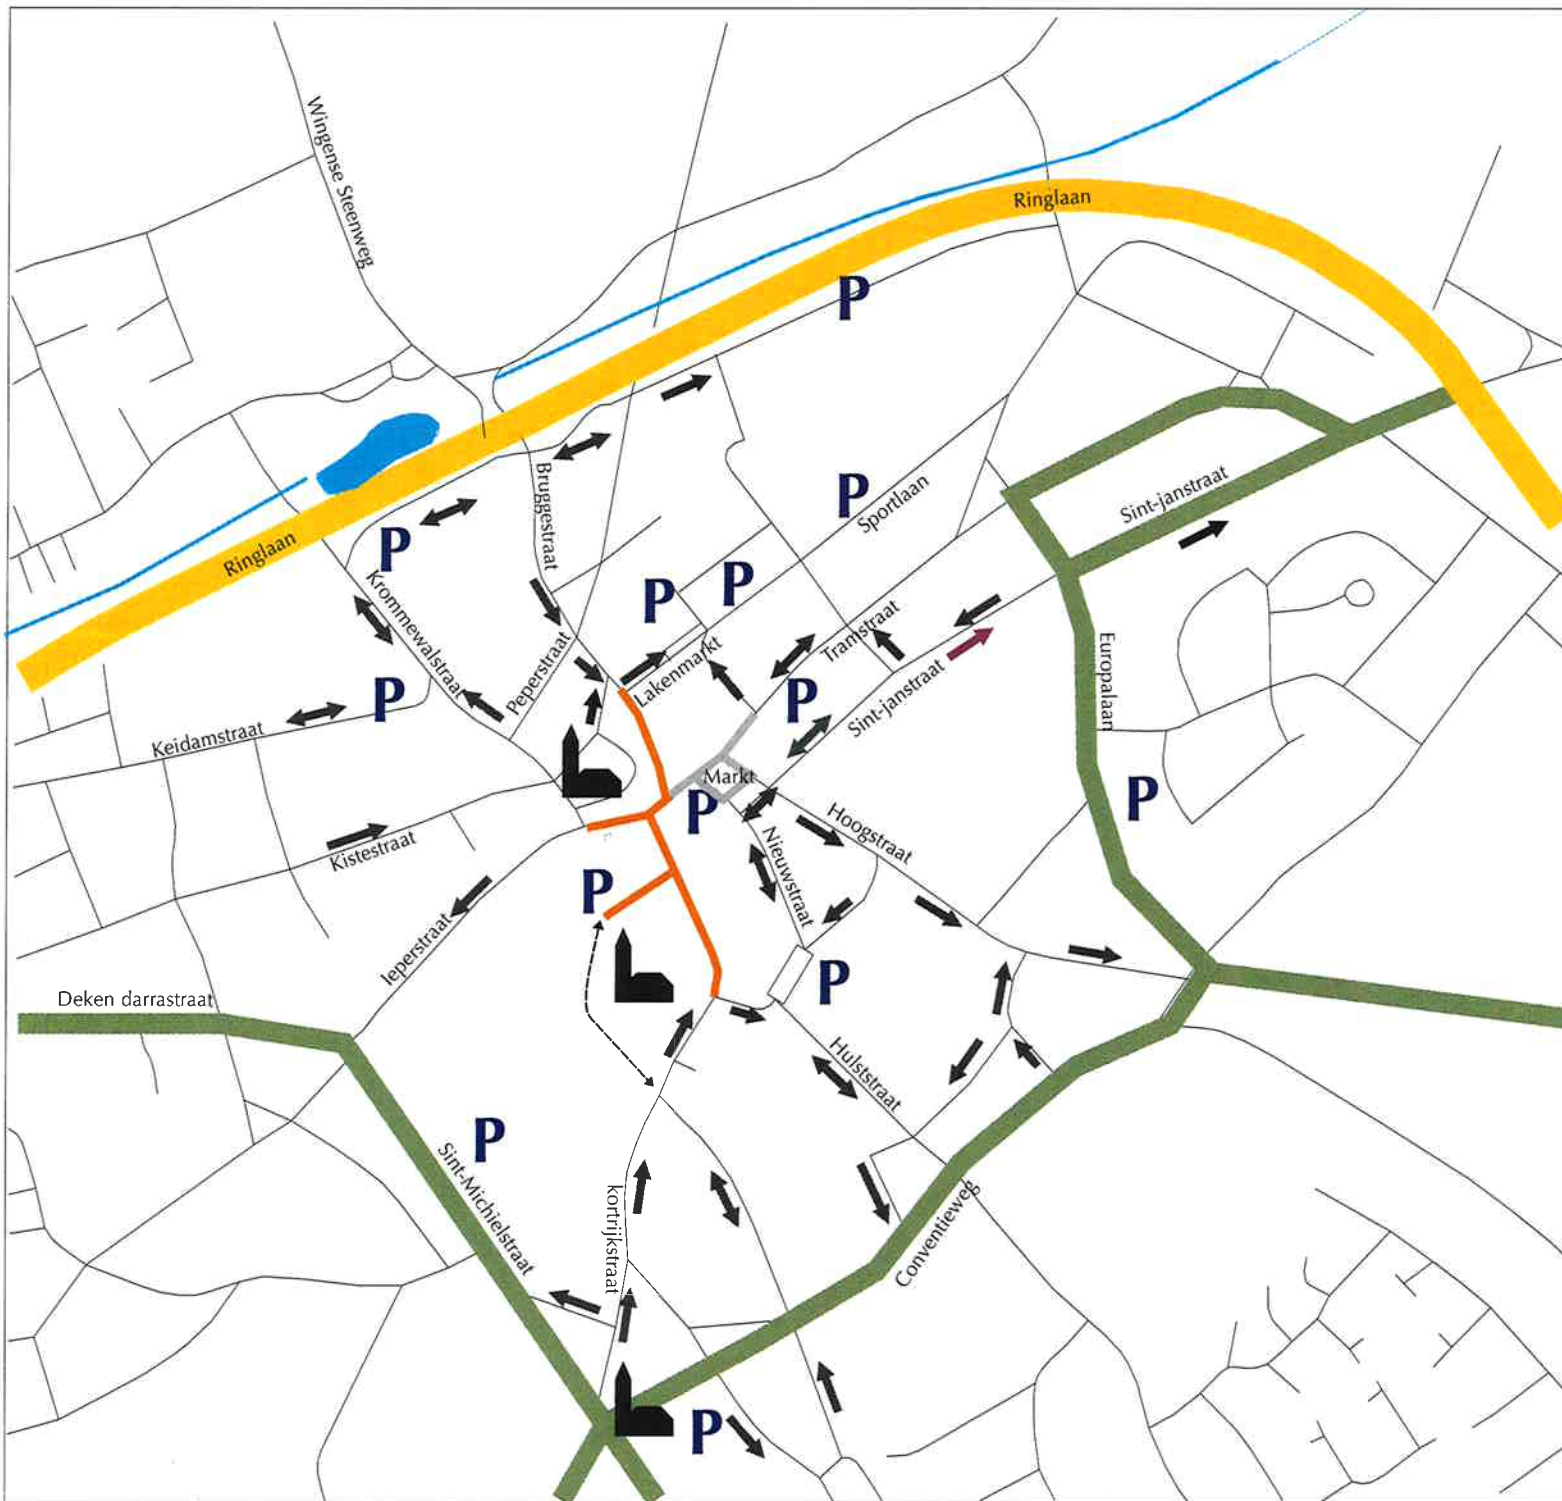 Wingense Steenweg
Ringlaan
P
Bruggestraat
P
Sportlaan
Sint-janstraat
Ringlaan
P
Krommewalstraat
P
P
Peperstraat
Lakenmarkt
Tramstraat
Europalaan
P
P
Sint-janstraat
Keidamstraat
Markt
P
P
Hoogstraat
Kistestraat
Nieuwstraat
P
Ieperstraat
P
Deken darrastraat
Hulststraat
P
Sint-Michielstraat
kortrijkstraat
Conventieweg
P